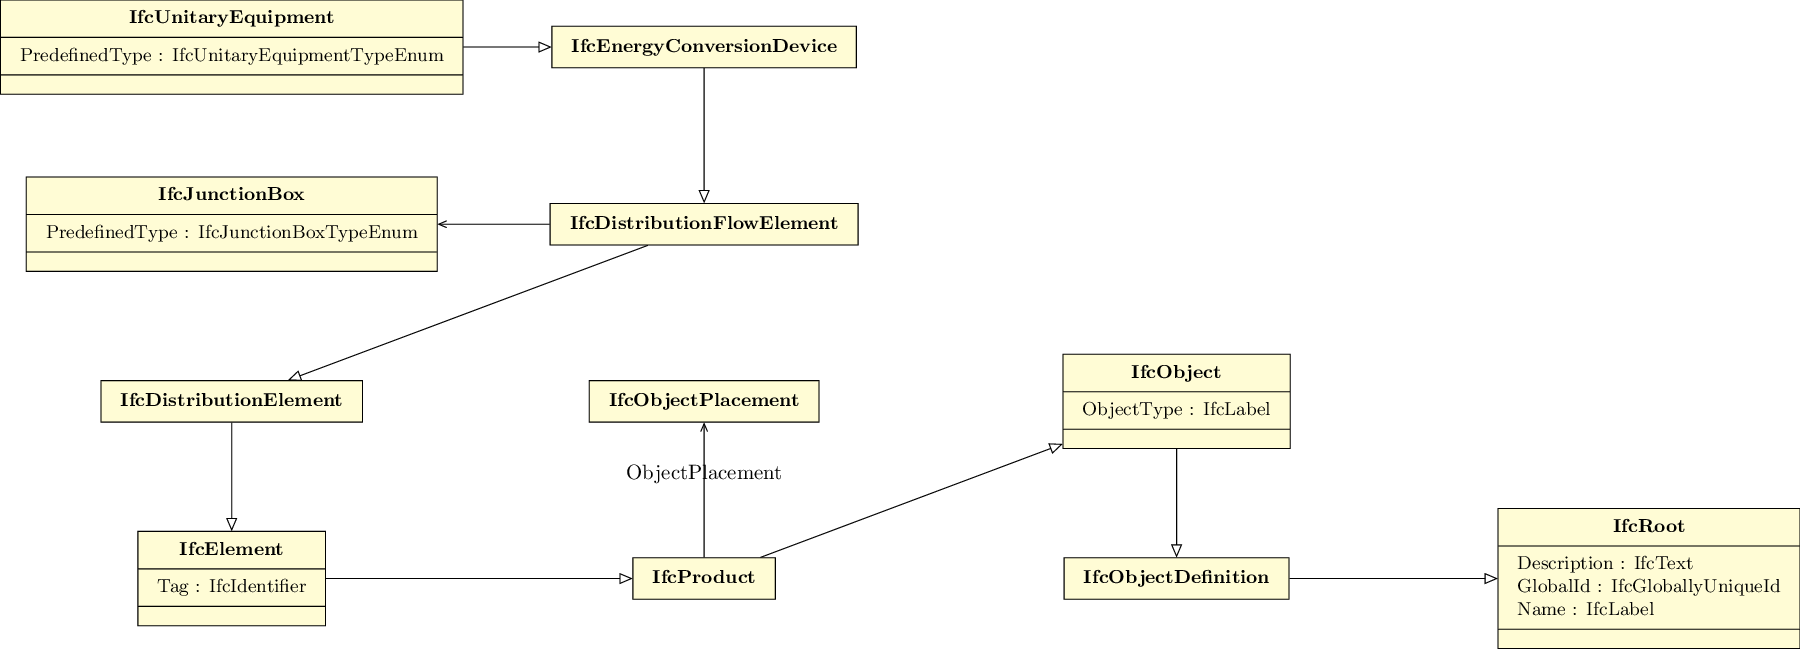 IfcUnitaryEquipment
PredefinedType : IfcUnitaryEquipmentTypeEnum
IfcEnergyConversionDevice
IfcJunctionBox
PredefinedType : IfcJunctionBoxTypeEnum
IfcDistributionFlowElement
IfcDistributionElement
IfcObjectPlacement
IfcObject
ObjectType : IfcLabel
ObjectPlacement
IfcElement
Tag : IfcIdentifier
IfcProduct
IfcObjectDefinition
IfcRoot
Description : IfcText
GlobalId : IfcGloballyUniqueId
Name : IfcLabel